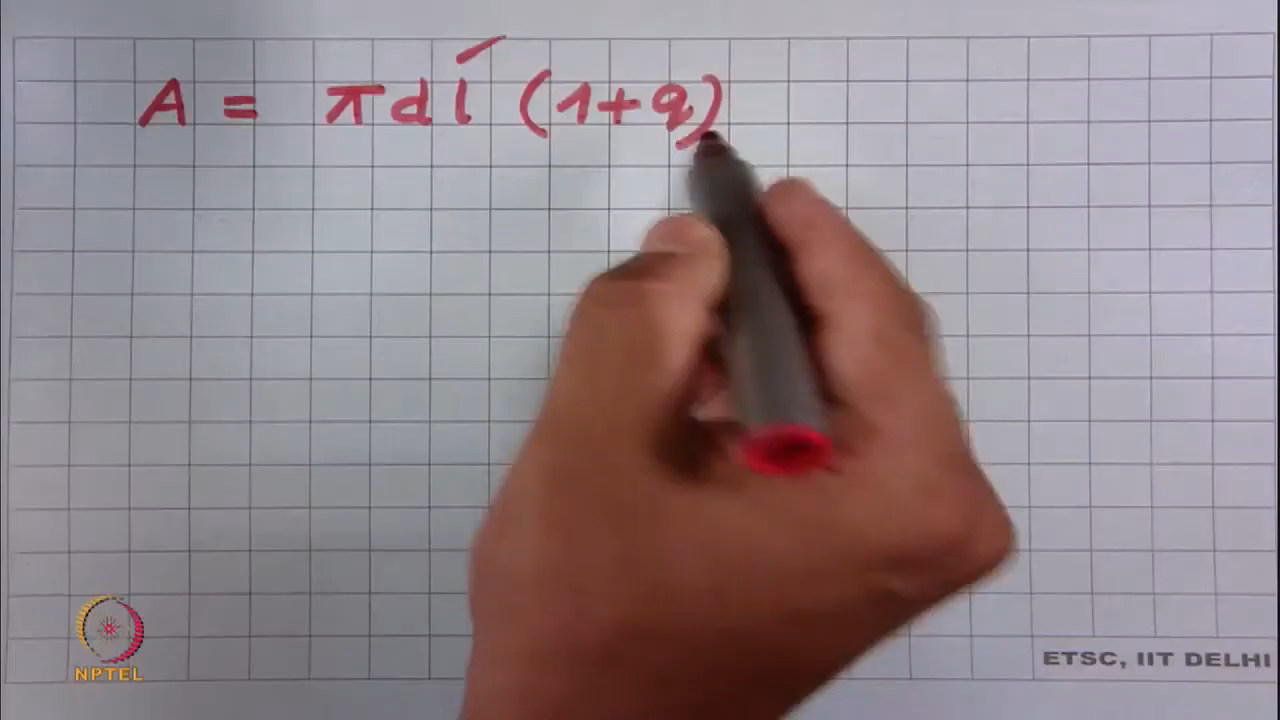 A = πdl′ (1+q)
NPTEL
ETSC, IIT DELHI